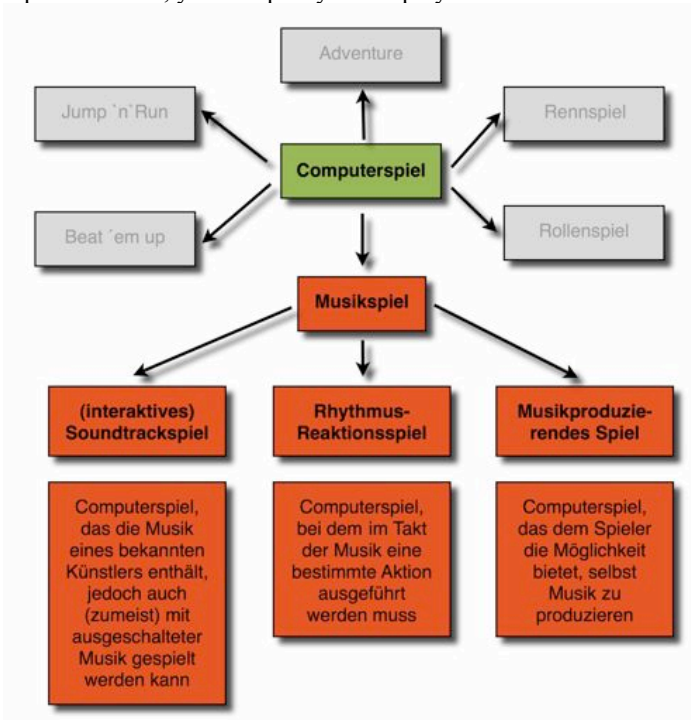 Adventure
Jump `n`Run
Rennspiel
Computerspiel
Beat ´em up
Rollenspiel
Musikspiel
(interaktives)
Soundtrackspiel
Rhythmus-
Reaktionsspiel
Musikproduzie-
rendes Spiel
Computerspiel,
das die Musik
eines bekannten
Künstlers enthält,
jedoch auch
(zumeist) mit
ausgeschalteter
Musik gespielt
werden kann
Computerspiel,
bei dem im Takt
der Musik eine
bestimmte Aktion
ausgeführt
werden muss
Computerspiel,
das dem Spieler
die Möglichkeit
bietet, selbst
Musik zu
produzieren